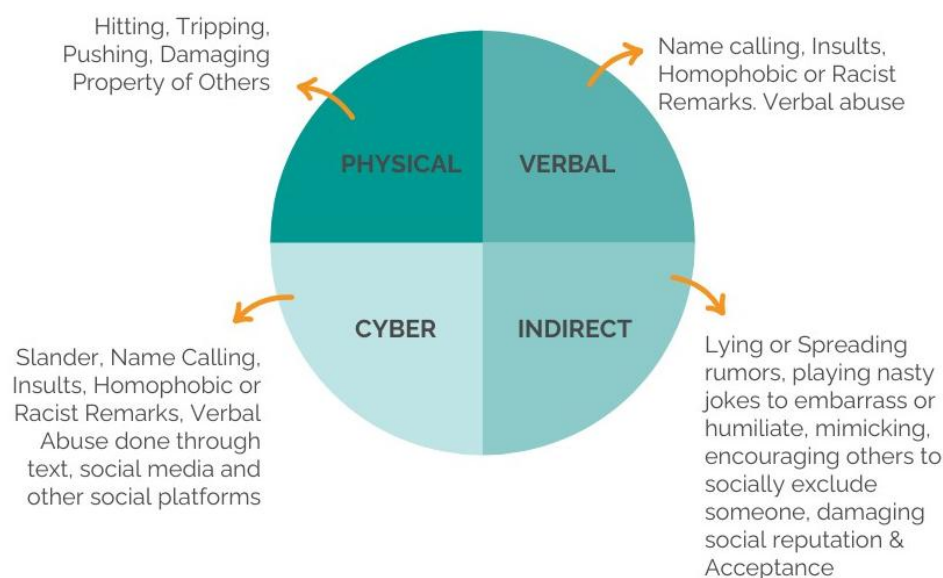 Hitting, Tripping,
Pushing, Damaging
Property of Others
Name calling, Insults,
Homophobic or Racist
Remarks. Verbal abuse
PHYSICAL
VERBAL
CYBER
INDIRECT
Slander, Name Calling,
Insults, Homophobic or
Racist Remarks, Verbal
Abuse done through
text, social media and
other social platforms
Lying or Spreading
rumors, playing nasty
jokes to embarrass or
humiliate, mimicking,
encouraging others to
socially exclude
someone, damaging
social reputation &
Acceptance